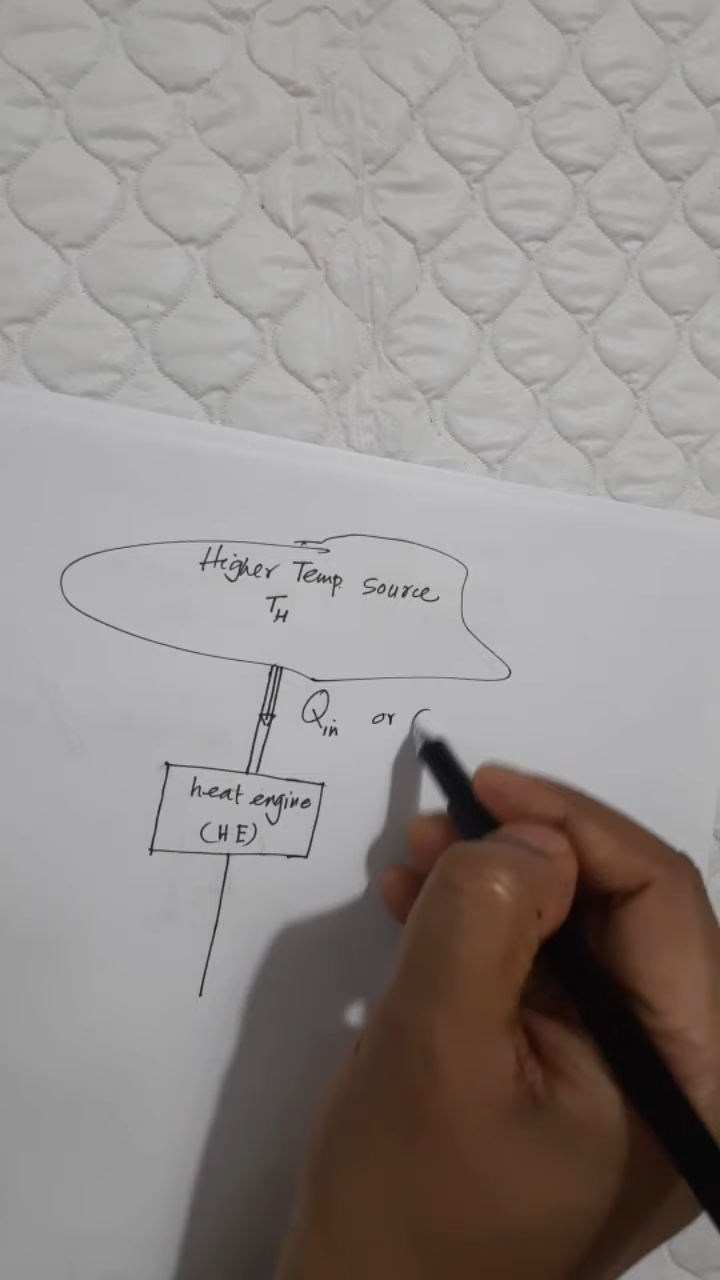 Higher Temp. Source
T_H
Q_in or
heat engine
(HE)